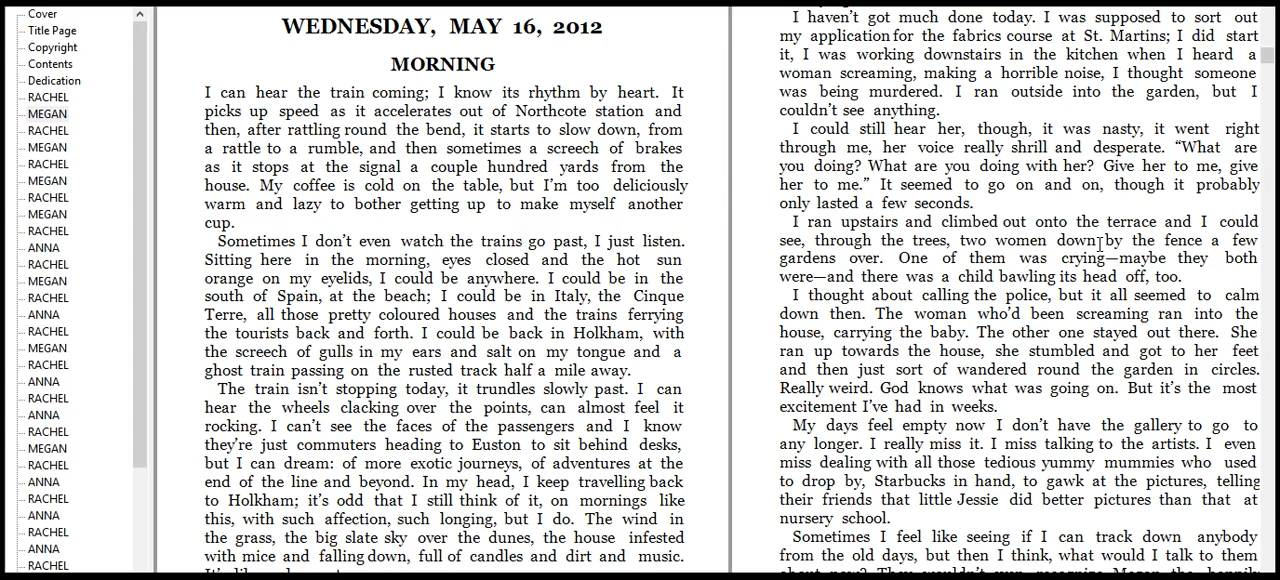 Cover
Title Page
Copyright
Contents
Dedication
RACHEL
MEGAN
RACHEL
MEGAN
RACHEL
MEGAN
RACHEL
MEGAN
RACHEL
ANNA
RACHEL
MEGAN
RACHEL
ANNA
RACHEL
MEGAN
RACHEL
ANNA
RACHEL
ANNA
RACHEL
MEGAN
RACHEL
ANNA
RACHEL
ANNA
RACHEL
ANNA
RACHEL
WEDNESDAY, MAY 16, 2012
MORNING
I can hear the train coming; I know its rhythm by heart. It
picks up speed as it accelerates out of Northcote station and
then, after rattling round the bend, it starts to slow down, from
a rattle to a rumble, and then sometimes a screech of brakes
as it stops at the signal a couple hundred yards from the
house. My coffee is cold on the table, but I’m too deliciously
warm and lazy to bother getting up to make myself another
cup.
Sometimes I don’t even watch the trains go past, I just listen.
Sitting here in the morning, eyes closed and the hot sun
orange on my eyelids, I could be anywhere. I could be in the
south of Spain, at the beach; I could be in Italy, the Cinque
Terre, all those pretty coloured houses and the trains ferrying
the tourists back and forth. I could be back in Holkham, with
the screech of gulls in my ears and salt on my tongue and a
ghost train passing on the rusted track half a mile away.
The train isn’t stopping today, it trundles slowly past. I can
hear the wheels clacking over the points, can almost feel it
rocking. I can’t see the faces of the passengers and I know
they’re just commuters heading to Euston to sit behind desks,
but I can dream: of more exotic journeys, of adventures at the
end of the line and beyond. In my head, I keep travelling back
to Holkham; it’s odd that I still think of it, on mornings like
this, with such affection, such longing, but I do. The wind in
the grass, the big slate sky over the dunes, the house infested
with mice and falling down, full of candles and dirt and music.
I haven’t got much done today. I was supposed to sort out
my application for the fabrics course at St. Martins; I did start
it, I was working downstairs in the kitchen when I heard a
woman screaming, making a horrible noise, I thought someone
was being murdered. I ran outside into the garden, but I
couldn’t see anything.
I could still hear her, though, it was nasty, it went right
through me, her voice really shrill and desperate. “What are
you doing? What are you doing with her? Give her to me, give
her to me.” It seemed to go on and on, though it probably
only lasted a few seconds.
I ran upstairs and climbed out onto the terrace and I could
see, through the trees, two women down by the fence a few
gardens over. One of them was crying—maybe they both
were—and there was a child bawling its head off, too.
I thought about calling the police, but it all seemed to calm
down then. The woman who’d been screaming ran into the
house, carrying the baby. The other one stayed out there. She
ran up towards the house, she stumbled and got to her feet
and then just sort of wandered round the garden in circles.
Really weird. God knows what was going on. But it’s the most
excitement I’ve had in weeks.
My days feel empty now I don’t have the gallery to go to
any longer. I really miss it. I miss talking to the artists. I even
miss dealing with all those tedious yummy mummies who used
to drop by, Starbucks in hand, to gawk at the pictures, telling
their friends that little Jessie did better pictures than that at
nursery school.
Sometimes I feel like seeing if I can track down anybody
from the old days, but then I think, what would I talk to them